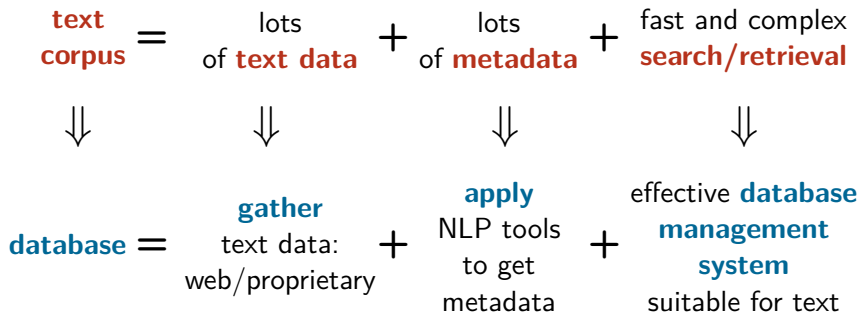 text corpus = lots of text data + lots of metadata + fast and complex search/retrieval
⇓ ⇓ ⇓ ⇓
database = gather text data: web/proprietary + apply NLP tools to get metadata + effective database management system suitable for text